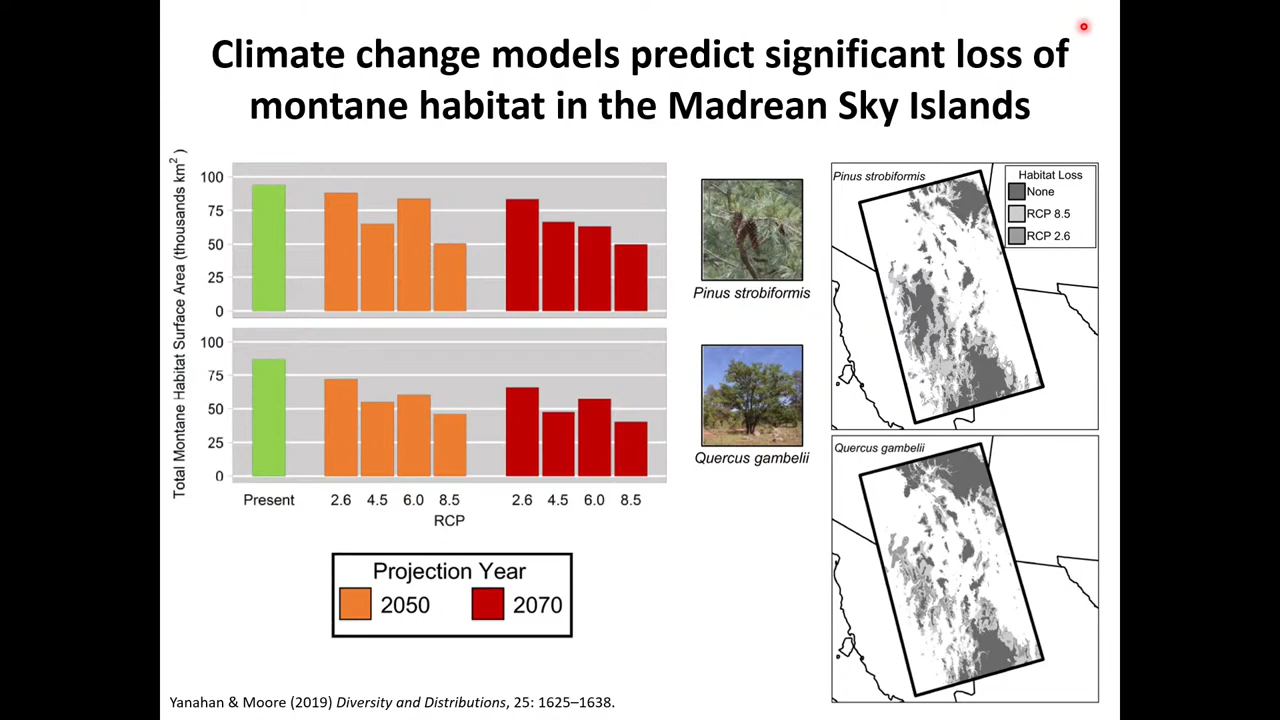 Climate change models predict significant loss of
montane habitat in the Madrean Sky Islands
Total Montane Habitat Surface Area (thousands km²)
100
75
50
25
0
100
75
50
25
0
Present
2.6
4.5
6.0
8.5
2.6
4.5
6.0
8.5
RCP
Projection Year
2050
2070
Pinus strobiformis
Quercus gambelii
Pinus strobiformis
Habitat Loss
None
RCP 8.5
RCP 2.6
Quercus gambelii
Yanahan & Moore (2019) Diversity and Distributions, 25: 1625–1638.